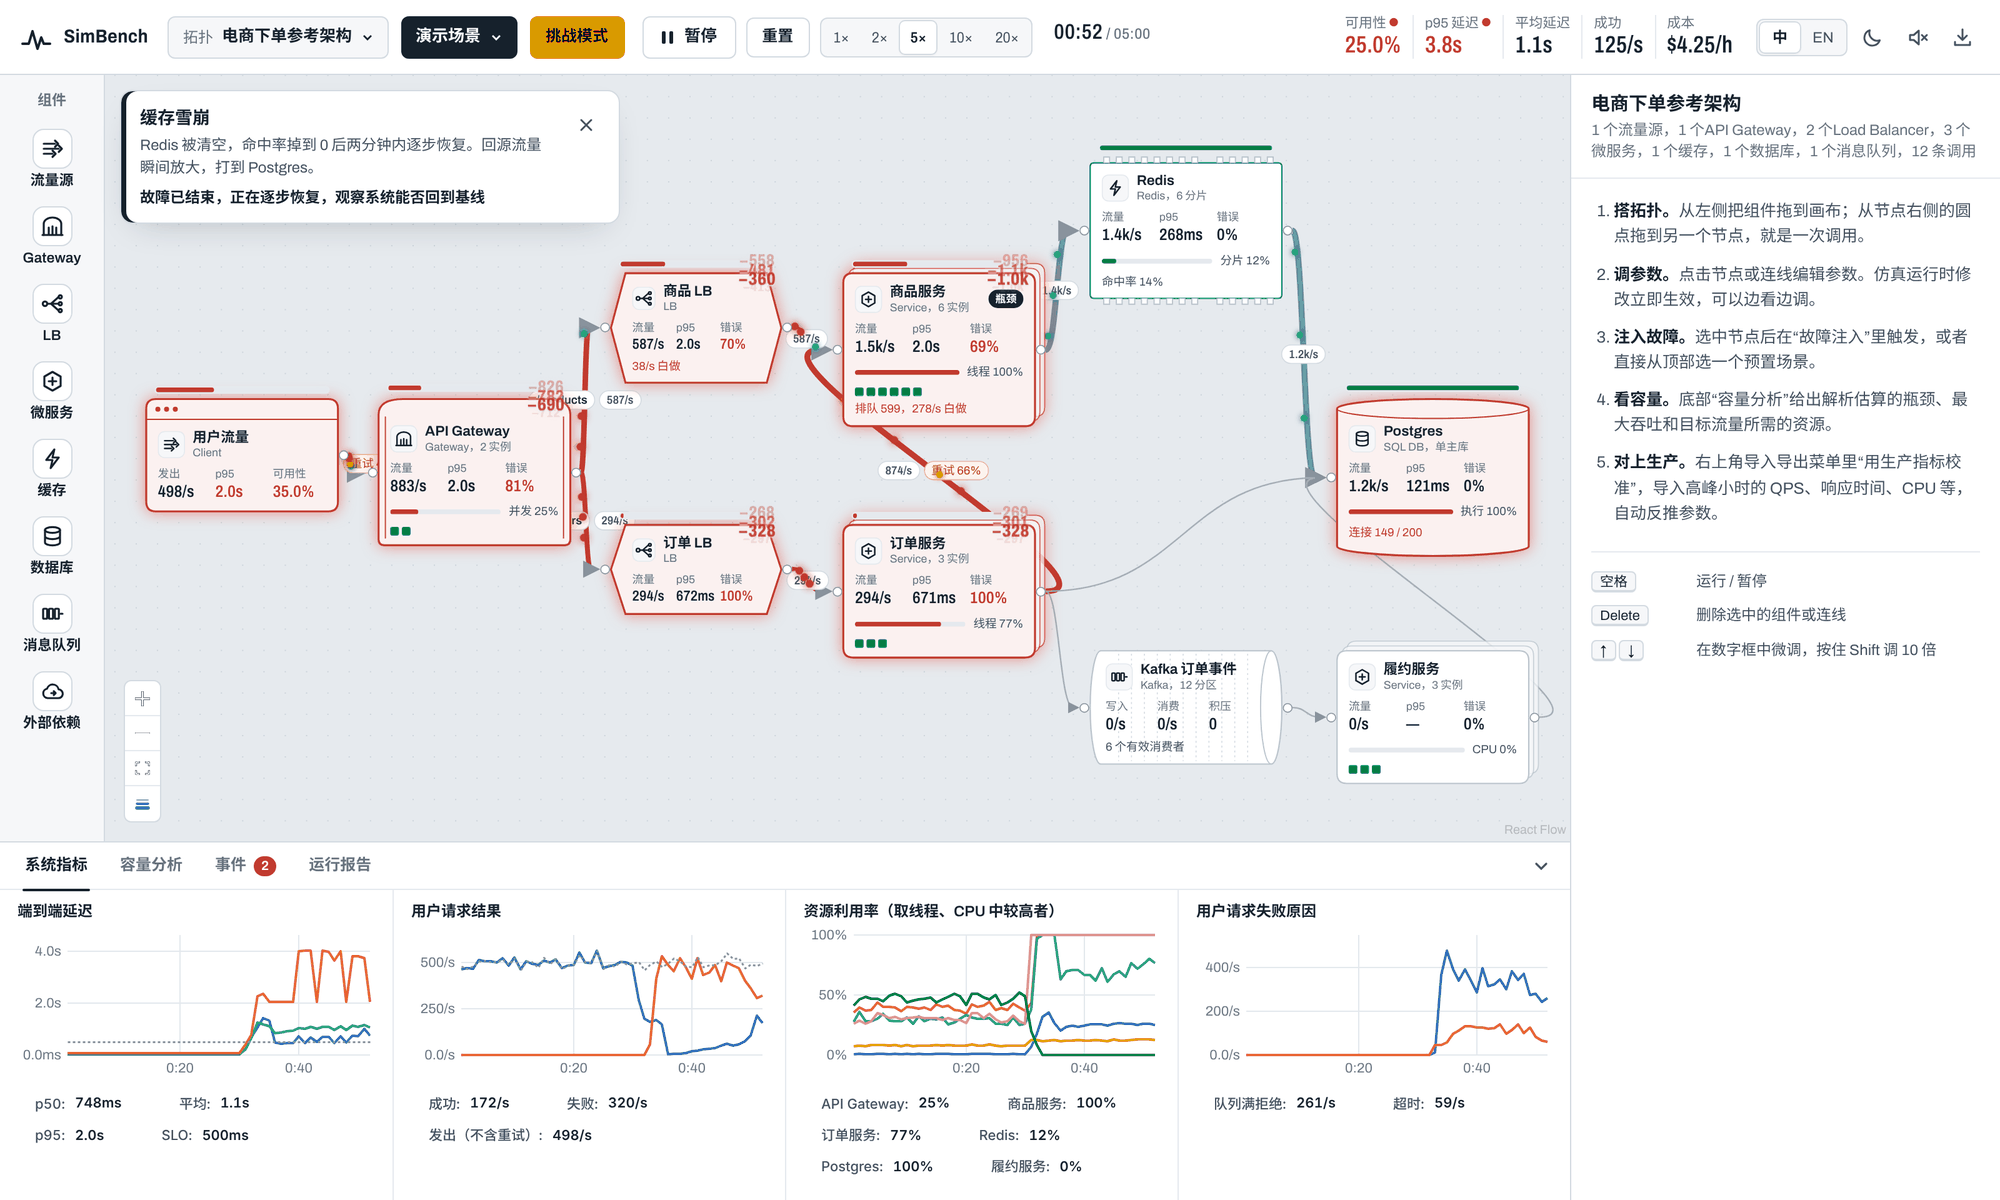 SimBench
拓扑 电商下单参考架构
演示场景
挑战模式
暂停
重置
1× 2× 5× 10× 20×
00:52 / 05:00
可用性
25.0%
p95 延迟
3.8s
平均延迟
1.1s
成功
125/s
成本
$4.25/h
中 EN
组件
流量源
Gateway
LB
微服务
缓存
数据库
消息队列
外部依赖
缓存雪崩
Redis 被清空，命中率掉到 0 后两分钟内逐步恢复。回源流量
瞬间放大，打到 Postgres。
故障已结束，正在逐步恢复，观察系统能否回到基线
用户流量
Client
发出 p95 可用性
498/s 2.0s 35.0%
重试
-826
-690
API Gateway
Gateway，2 实例
流量 p95 错误
883/s 2.0s 81%
并发 25%
ucts 587/s
rs 294/s
-558
-481
-360
商品 LB
LB
流量 p95 错误
587/s 2.0s 70%
38/s 白做
587/s
-268
-302
-328
订单 LB
LB
流量 p95 错误
294/s 672ms 100%
294/s
-956
-1.0k
商品服务
Service，6 实例
瓶颈
流量 p95 错误
1.5k/s 2.0s 69%
线程 100%
排队 599，278/s 白做
874/s 重试 66%
-269
-301
-328
订单服务
Service，3 实例
流量 p95 错误
294/s 671ms 100%
线程 77%
1.4k/s
Redis
Redis，6 分片
流量 p95 错误
1.4k/s 268ms 0%
分片 12%
命中率 14%
1.2k/s
Postgres
SQL DB，单主库
流量 p95 错误
1.2k/s 121ms 0%
执行 100%
连接 149 / 200
Kafka 订单事件
Kafka，12 分区
写入 消费 积压
0/s 0/s 0
6 个有效消费者
履约服务
Service，3 实例
流量 p95 错误
0/s — 0%
CPU 0%
React Flow
电商下单参考架构
1 个流量源，1 个API Gateway，2 个Load Balancer，3 个
微服务，1 个缓存，1 个数据库，1 个消息队列，12 条调用
1. 搭拓扑。从左侧把组件拖到画布；从节点右侧的圆
点拖到另一个节点，就是一次调用。
2. 调参数。点击节点或连线编辑参数。仿真运行时修
改立即生效，可以边看边调。
3. 注入故障。选中节点后在“故障注入”里触发，或者
直接从顶部选一个预置场景。
4. 看容量。底部“容量分析”给出解析估算的瓶颈、最
大吞吐和目标流量所需的资源。
5. 对上生产。右上角导入导出菜单里“用生产指标校
准”，导入高峰小时的 QPS、响应时间、CPU 等，
自动反推参数。
空格 运行 / 暂停
Delete 删除选中的组件或连线
↑ ↓ 在数字框中微调，按住 Shift 调 10 倍
系统指标 容量分析 事件 2 运行报告
端到端延迟
4.0s
2.0s
0.0ms
0:20 0:40
p50: 748ms 平均: 1.1s
p95: 2.0s SLO: 500ms
用户请求结果
500/s
250/s
0.0/s
0:20 0:40
成功: 172/s 失败: 320/s
发出（不含重试）: 498/s
资源利用率（取线程、CPU 中较高者）
100%
50%
0%
0:20 0:40
API Gateway: 25% 商品服务: 100%
订单服务: 77% Redis: 12%
Postgres: 100% 履约服务: 0%
用户请求失败原因
400/s
200/s
0.0/s
0:20 0:40
队列满拒绝: 261/s 超时: 59/s